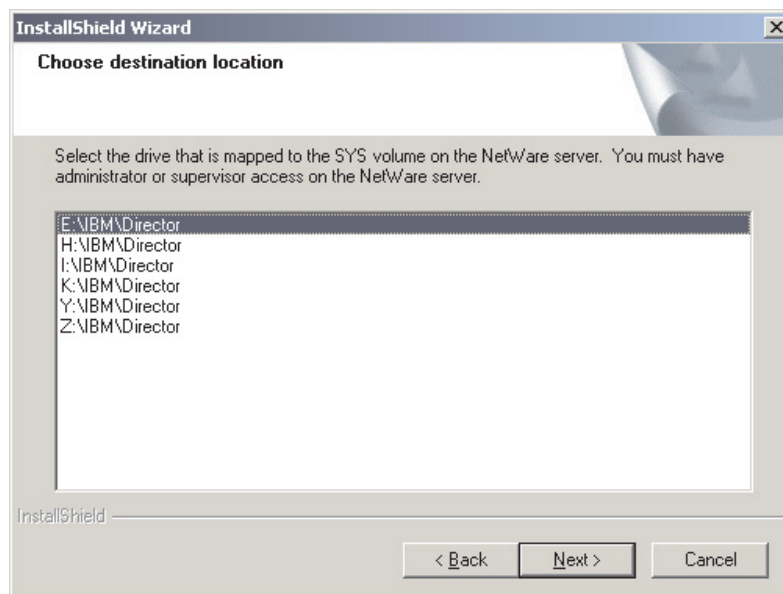 InstallShield Wizard
Choose destination location
Select the drive that is mapped to the SYS volume on the NetWare server. You must have
administrator or supervisor access on the NetWare server.
E:\IBM\Director
H:\IBM\Director
I:\IBM\Director
K:\IBM\Director
Y:\IBM\Director
Z:\IBM\Director
InstallShield
< Back Next > Cancel